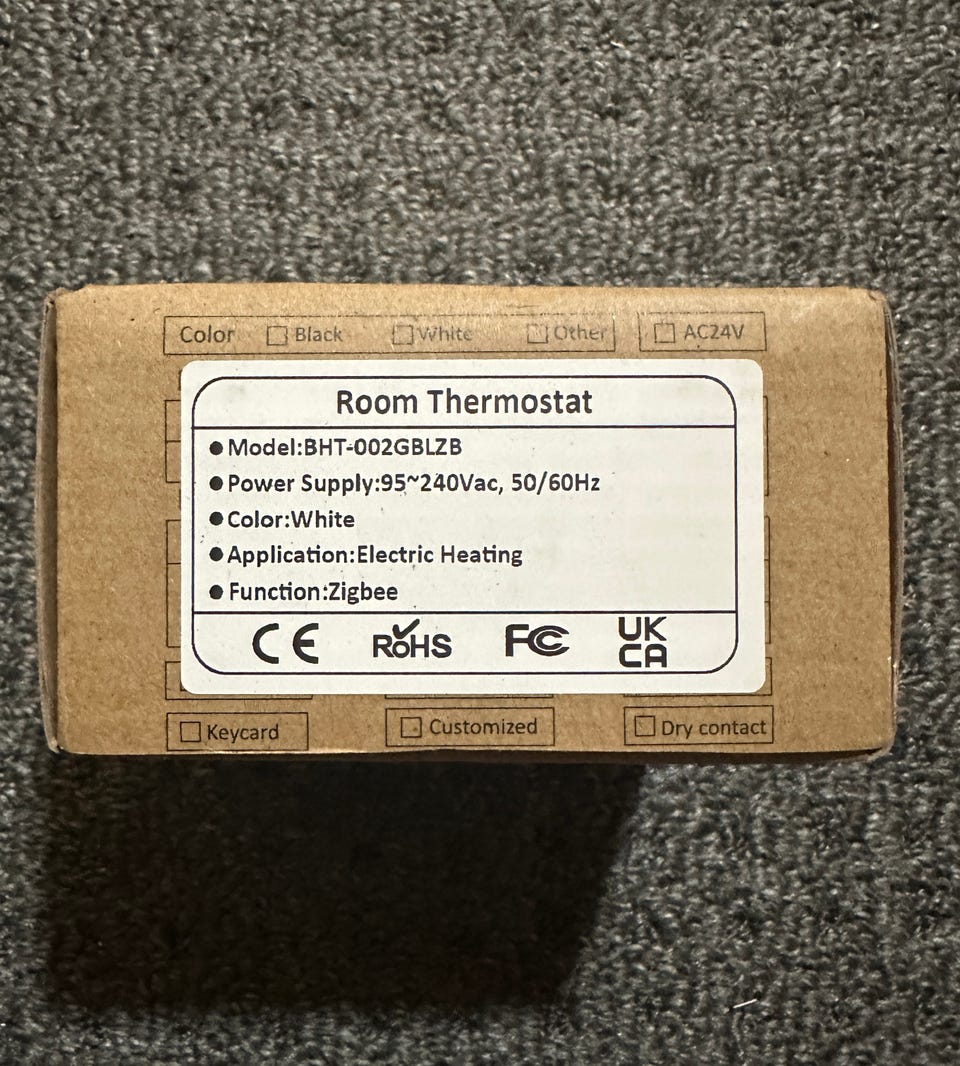 Color □ Black □ White □ Other □ AC24V
Room Thermostat
● Model:BHT-002GBLZB
● Power Supply:95~240Vac, 50/60Hz
● Color:White
● Application:Electric Heating
● Function:Zigbee
CE RoHS FC UK
CA
□ Keycard □ Customized □ Dry contact